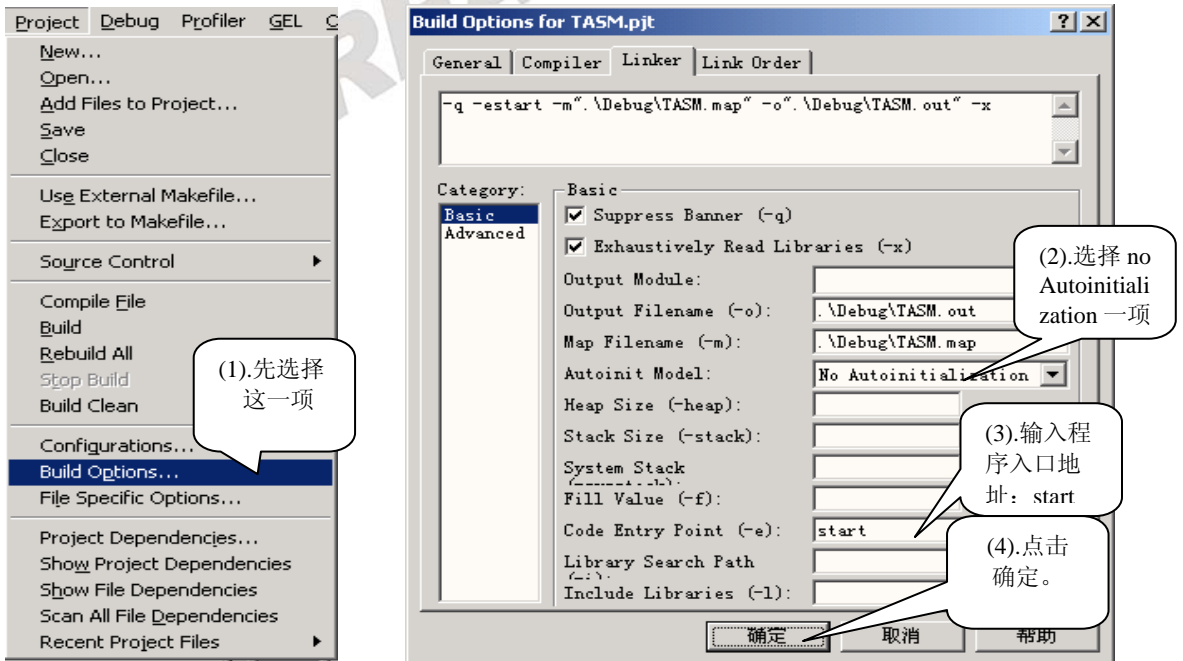 Project Debug Profiler GEL
New...
Open...
Add Files to Project...
Save
Close
Use External Makefile...
Export to Makefile...
Source Control
Compile File
Build
Rebuild All
Stop Build
Build Clean
Configurations...
Build Options...
File Specific Options...
Project Dependencies...
Show Project Dependencies
Show File Dependencies
Scan All File Dependencies
Recent Project Files
(1).先选择
这一项
Build Options for TASM.pjt
General Compiler Linker Link Order
-q -estart -m".\Debug\TASM.map" -o".\Debug\TASM.out" -x
Category:
Basic
Advanced
Basic
Suppress Banner (-q)
Exhaustively Read Libraries (-x)
Output Module:
Output Filename (-o): .\Debug\TASM.out
Map Filename (-m): .\Debug\TASM.map
Autoinit Model: No Autoinitialization
Heap Size (-heap):
Stack Size (-stack):
System Stack
Fill Value (-f):
Code Entry Point (-e): start
Library Search Path
Include Libraries (-l):
(2).选择 no
Autoinitiali
zation 一项
(3).输入程
序入口地
址：start
(4).点击
确定。
确定 取消 帮助